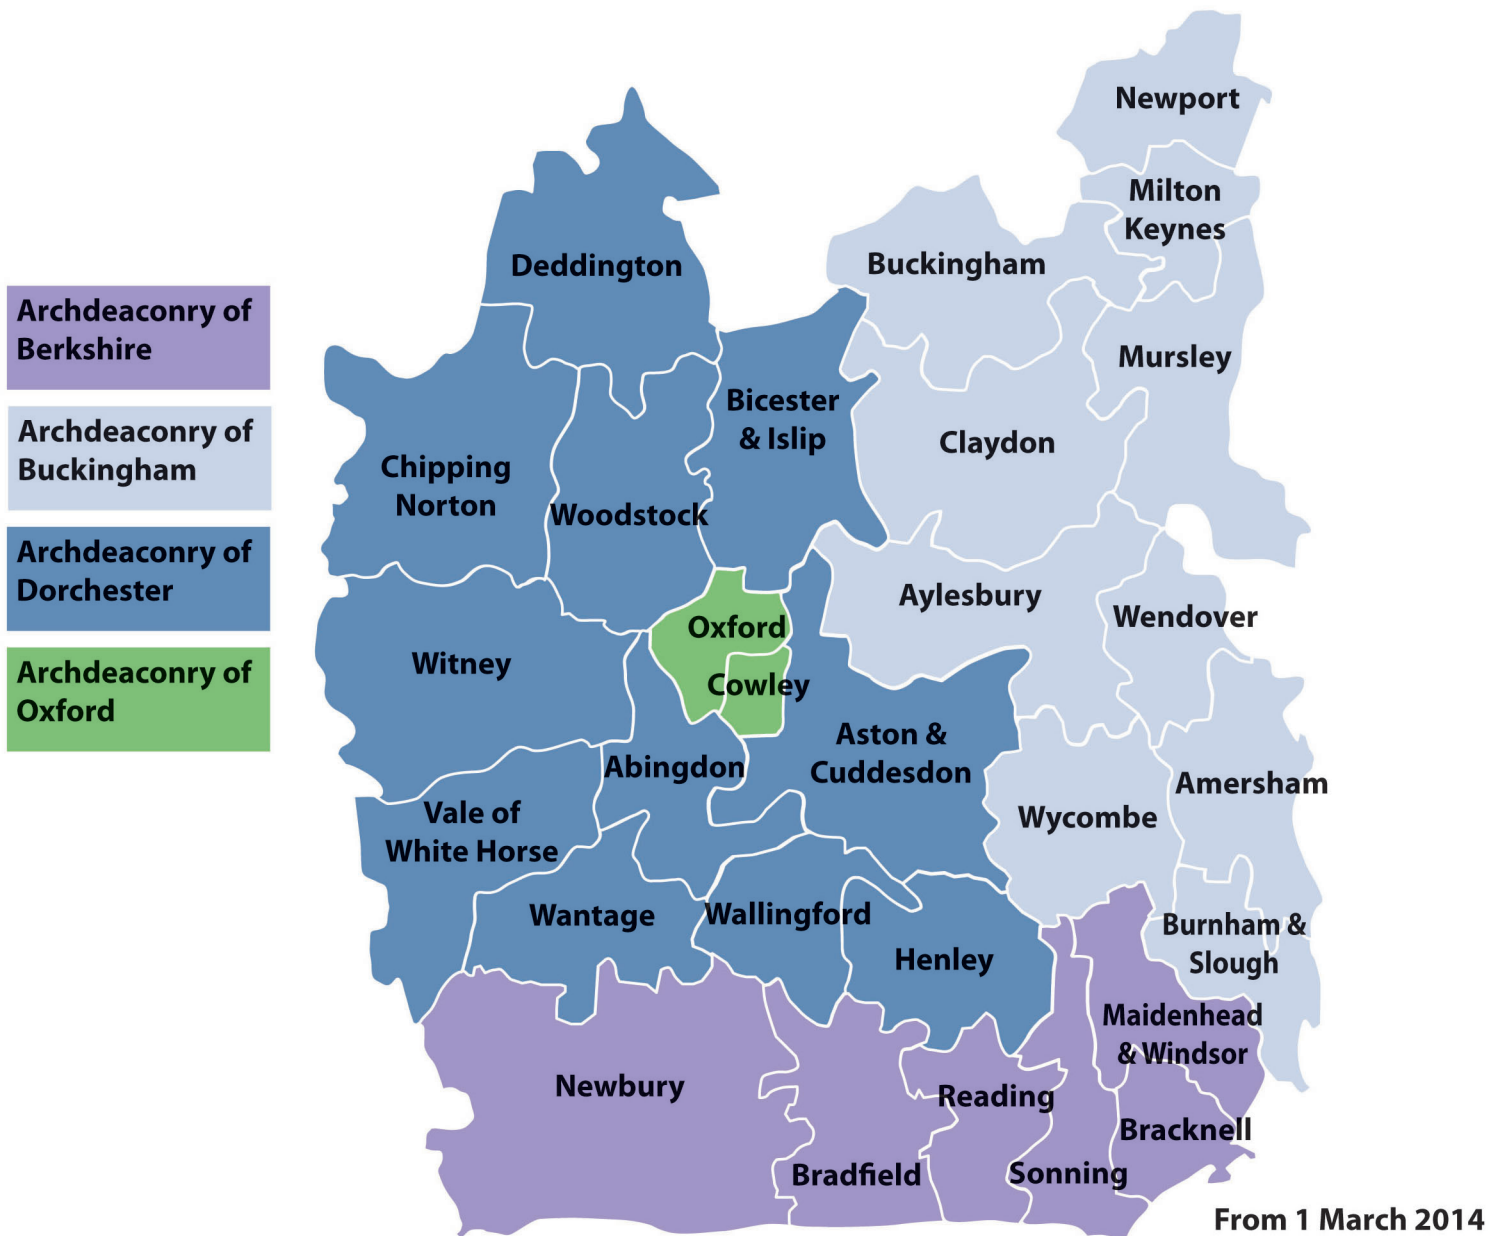 Archdeaconry of
Berkshire
Archdeaconry of
Buckingham
Archdeaconry of
Dorchester
Archdeaconry of
Oxford
Newport
Milton
Keynes
Buckingham
Deddington
Mursley
Bicester
& Islip
Claydon
Chipping
Norton
Woodstock
Aylesbury
Wendover
Oxford
Witney
Cowley
Aston &
Cuddesdon
Abingdon
Amersham
Vale of
White Horse
Wycombe
Wantage
Wallingford
Burnham &
Slough
Henley
Maidenhead
& Windsor
Newbury
Reading
Bracknell
Bradfield
Sonning
From 1 March 2014